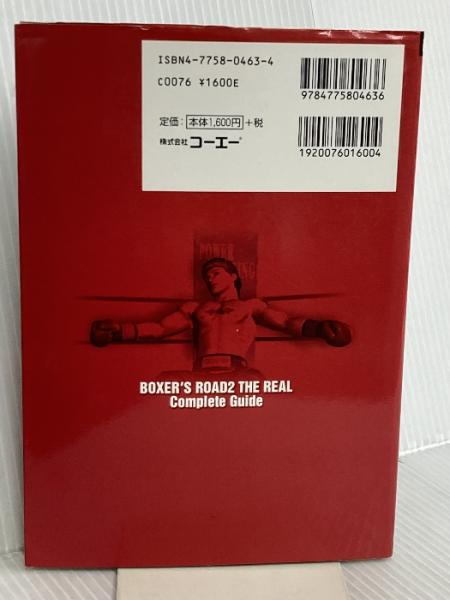 ISBN4-7758-0463-4
C0076 ¥1600E
定価: 本体1,600円 +税
株式会社 コーエー
9784775804636
1920076016004
POWER
BOXER'S ROAD2 THE REAL
Complete Guide